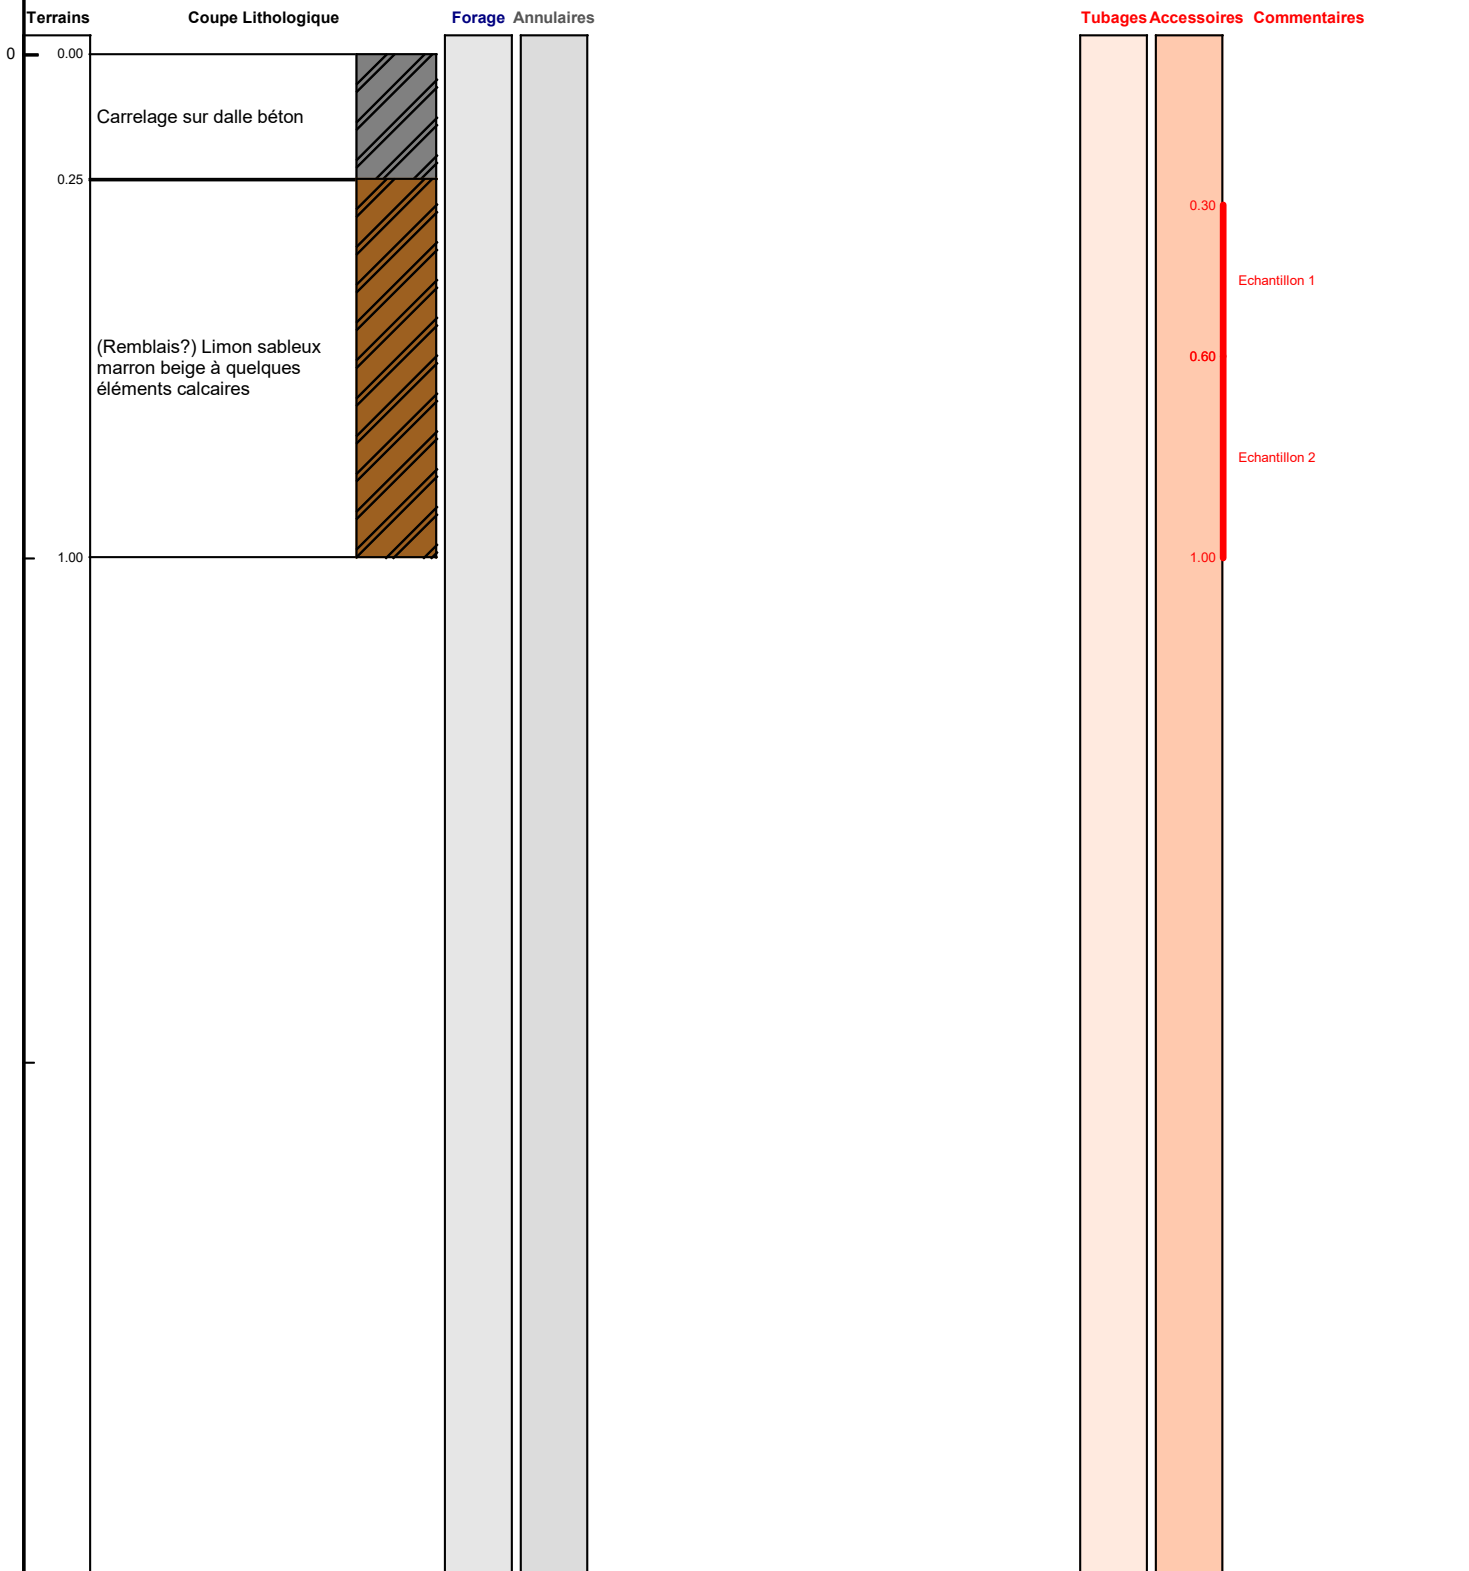 Terrains Coupe Lithologique Forage Annulaires Tubages Accessoires Commentaires
0 0.00
Carrelage sur dalle béton
0.25
0.30
Echantillon 1
(Remblais?) Limon sableux
marron beige à quelques
éléments calcaires
0.60
Echantillon 2
1.00
1.00